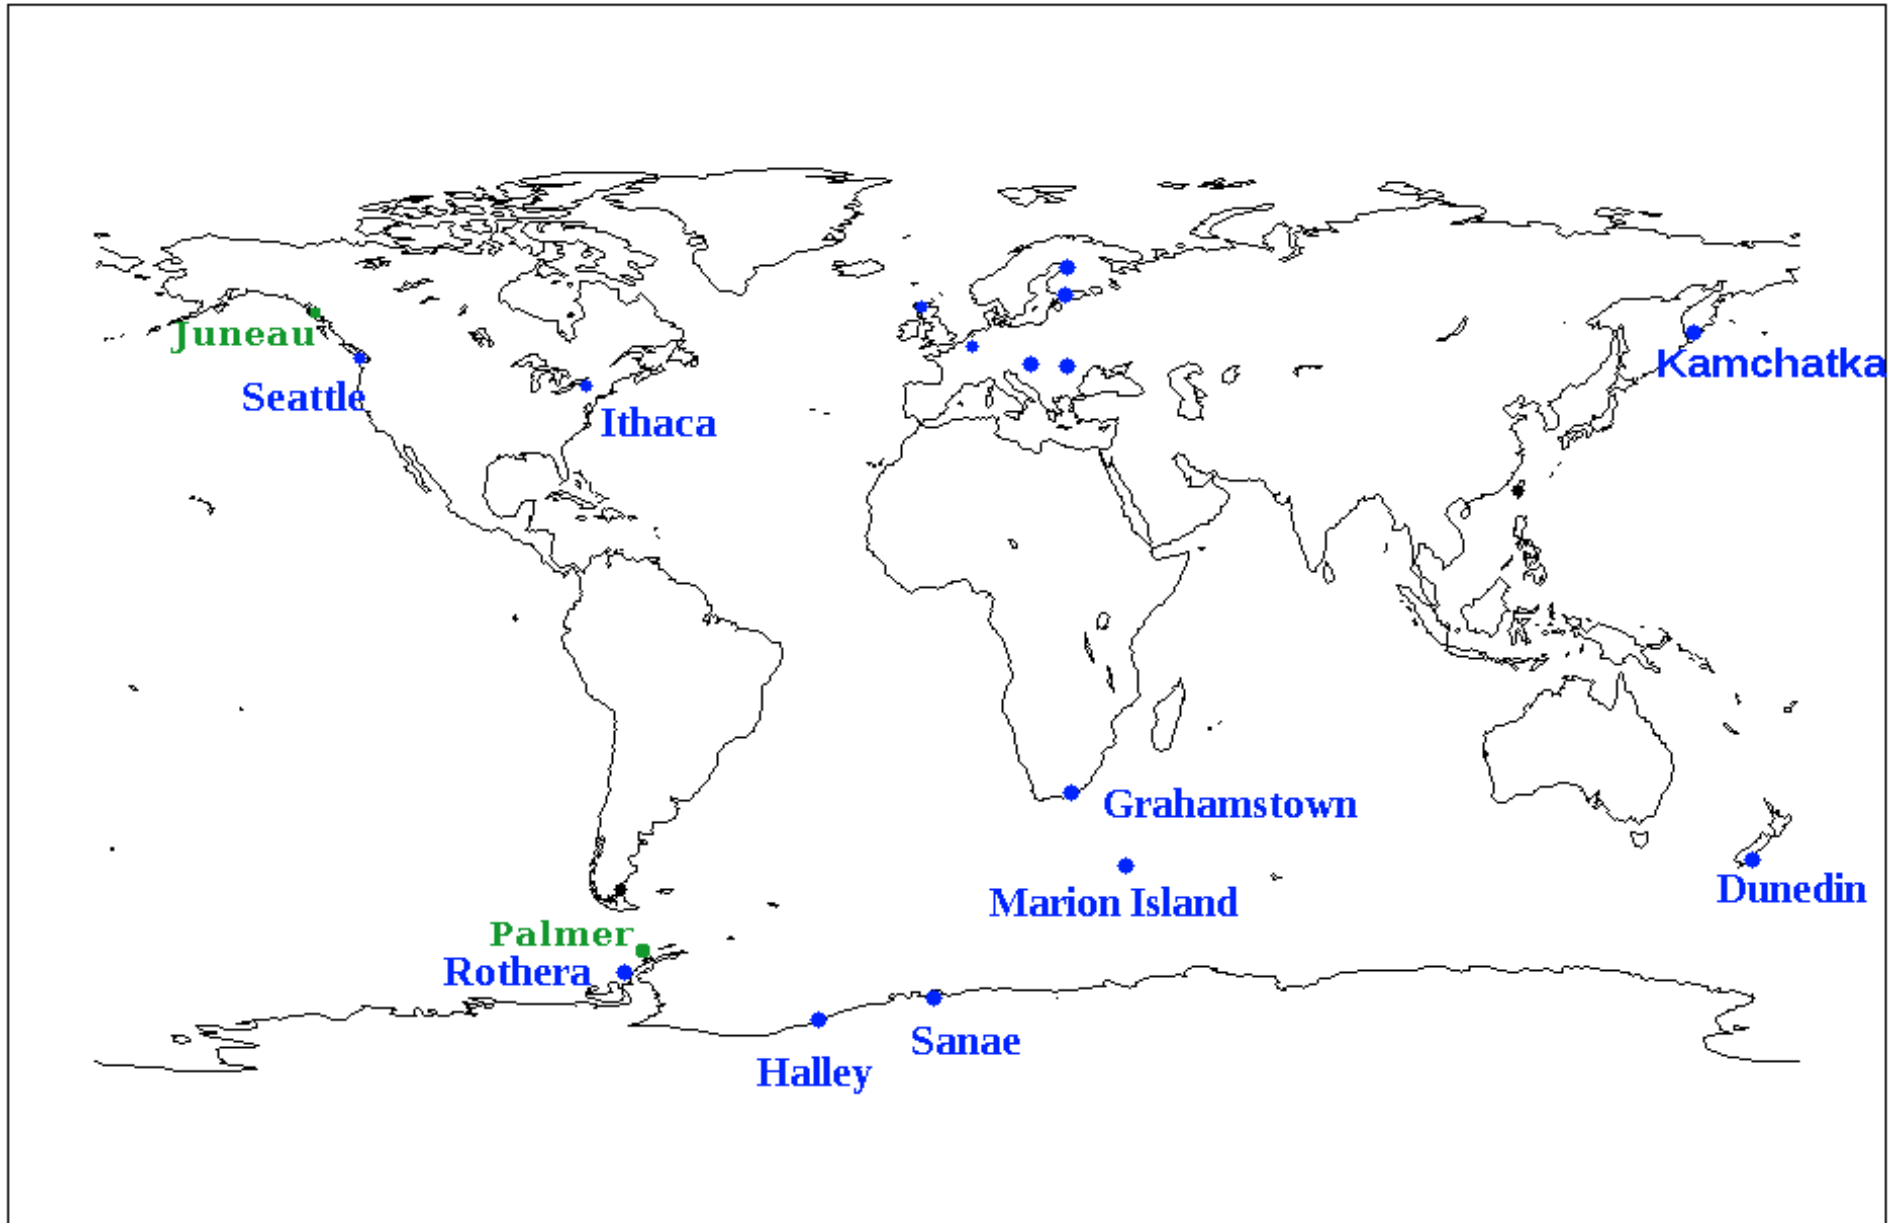 Juneau
Kamchatka
Seattle
Ithaca
Grahamstown
Marion Island
Dunedin
Palmer
Rothera
Sanae
Halley